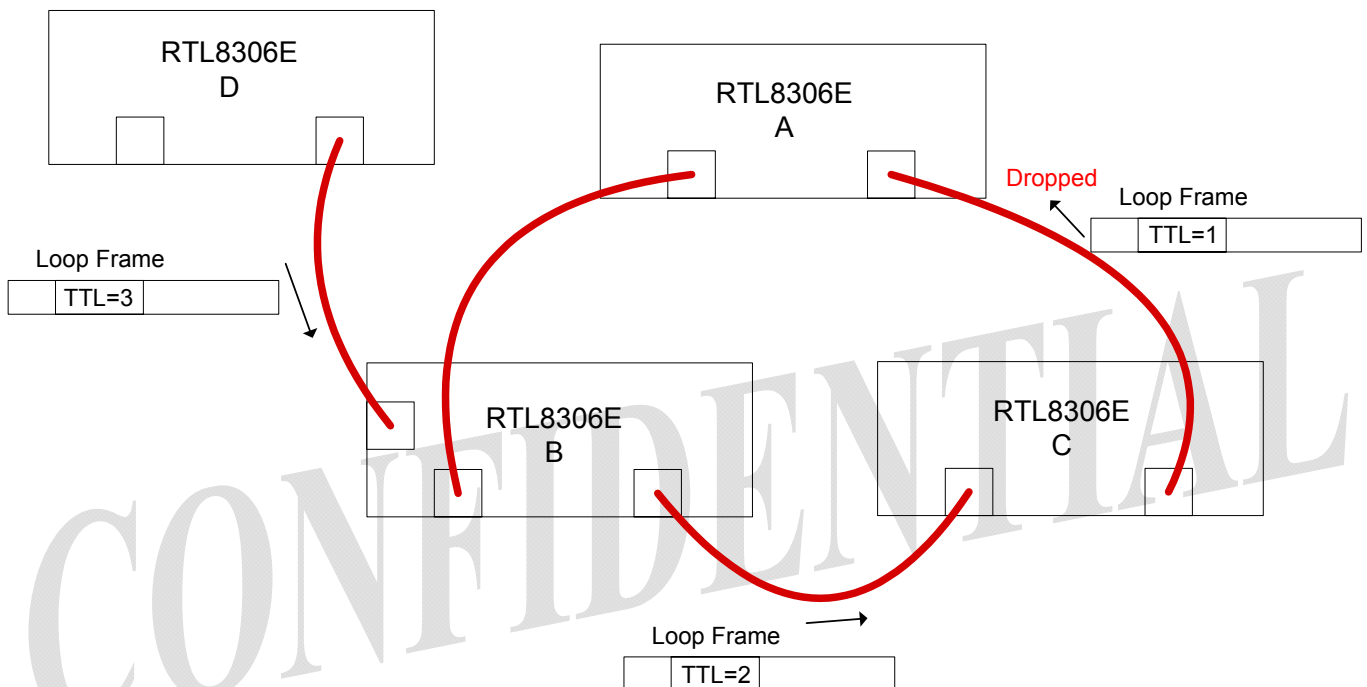 RTL8306E
D
RTL8306E
A
Dropped
Loop Frame
TTL=1
Loop Frame
TTL=3
RTL8306E
B
RTL8306E
C
Loop Frame
TTL=2
CONFIDENTIAL